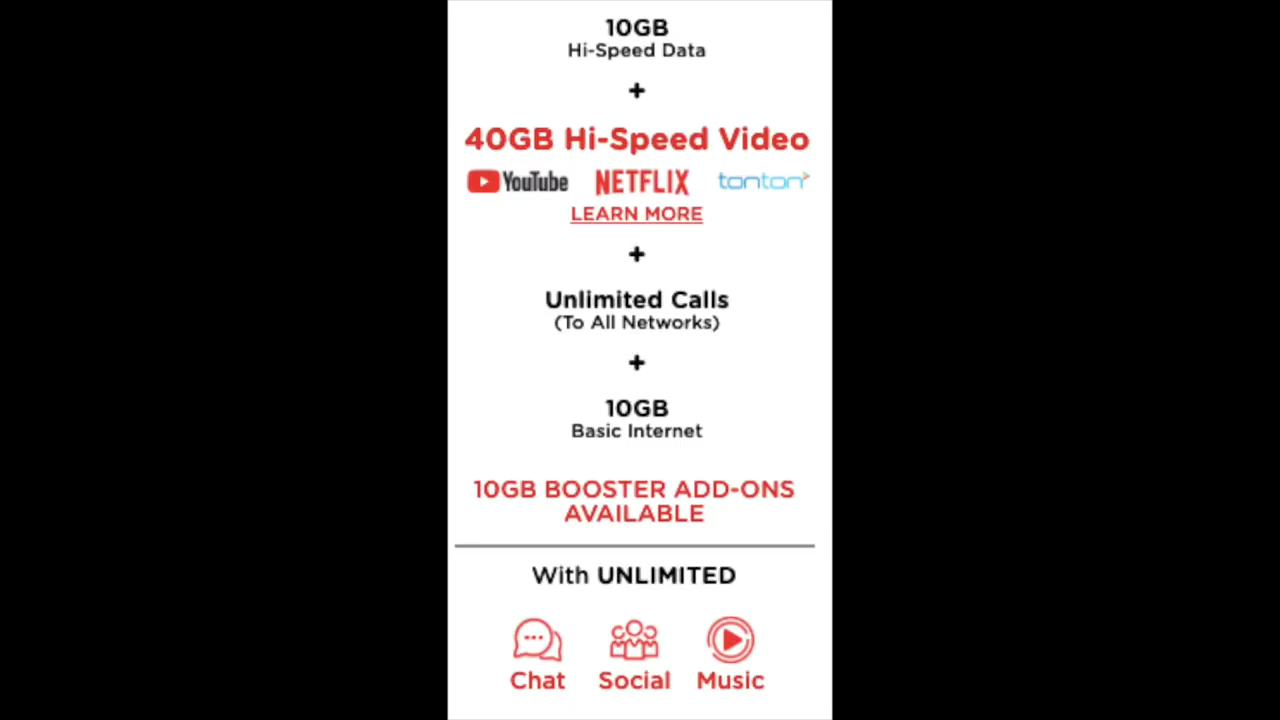 10GB
Hi-Speed Data
+
40GB Hi-Speed Video
YouTube NETFLIX tonton
LEARN MORE
+
Unlimited Calls
(To All Networks)
+
10GB
Basic Internet
10GB BOOSTER ADD-ONS
AVAILABLE
With UNLIMITED
Chat Social Music